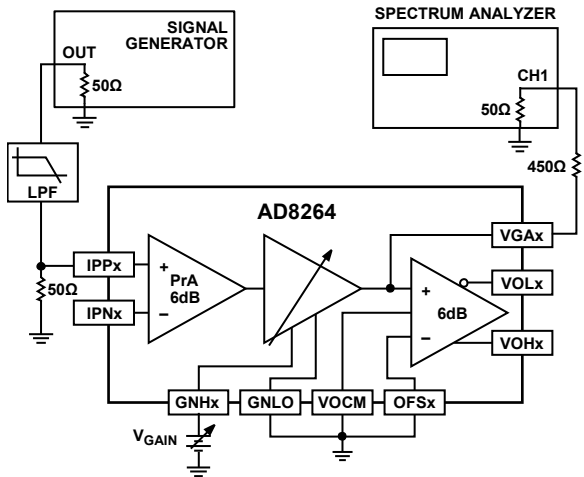 SIGNAL
GENERATOR
OUT
50Ω
SPECTRUM ANALYZER
CH1
50Ω
450Ω
LPF
AD8264
VGAx
IPPx
+
PrA
6dB
–
50Ω
IPNx
+
6dB
–
VOLx
VOHx
GNHx
GNLO
VOCM
OFSx
VGAIN